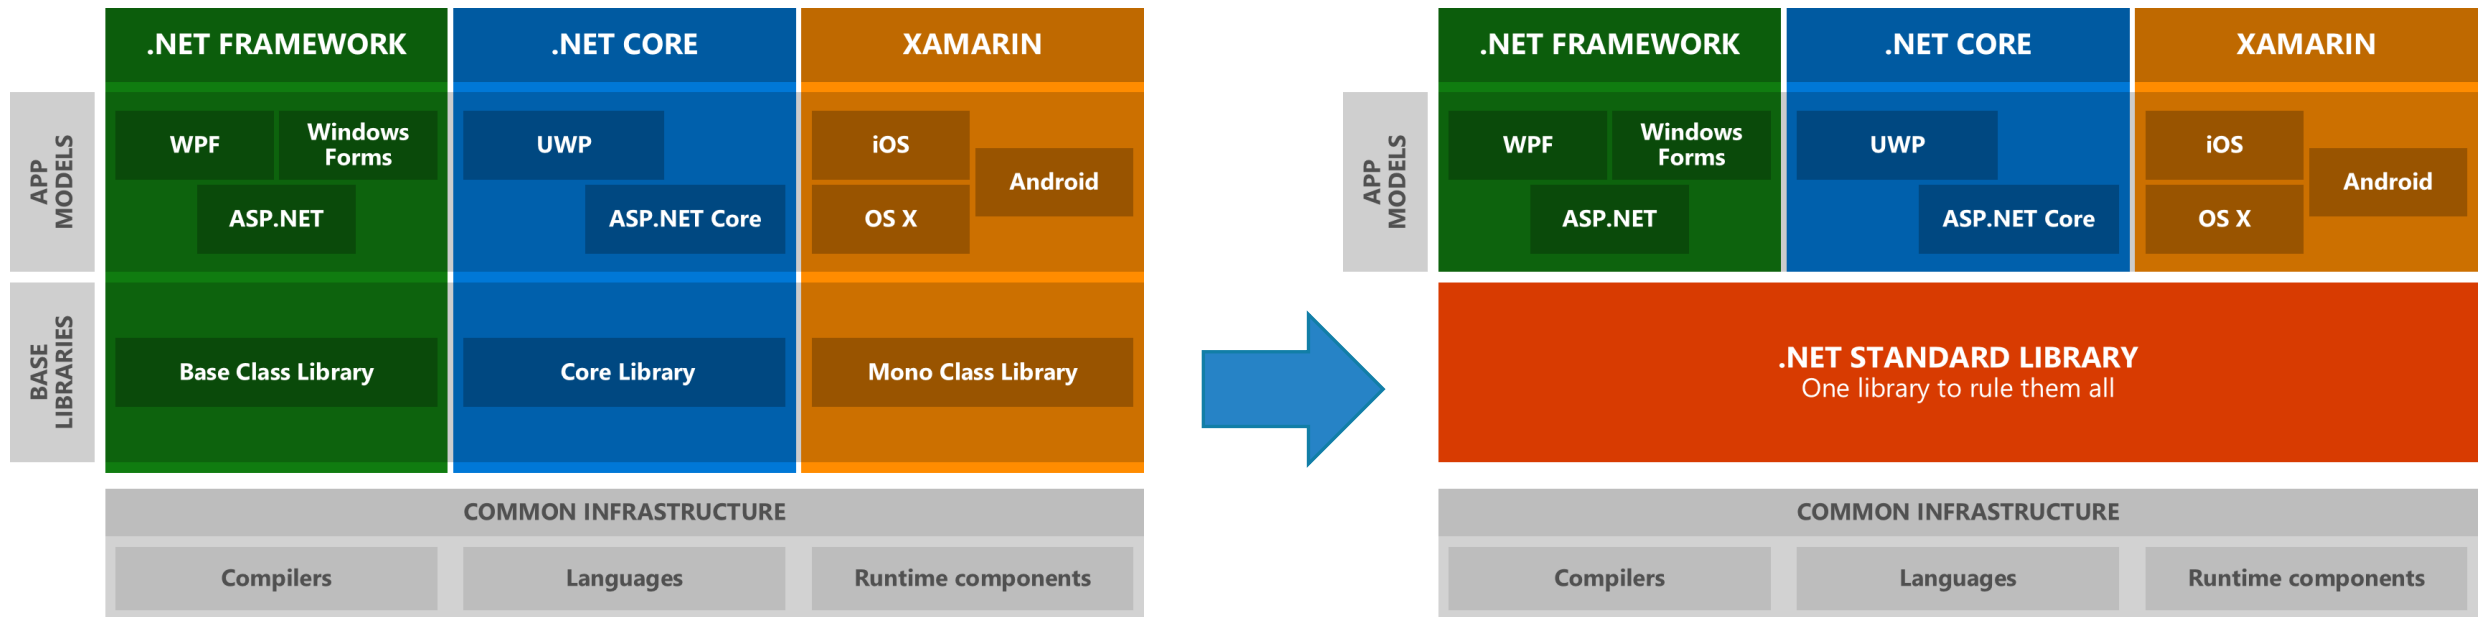 .NET FRAMEWORK
.NET CORE
XAMARIN
APP
MODELS
WPF
Windows
Forms
ASP.NET
UWP
ASP.NET Core
iOS
OS X
Android
BASE
LIBRARIES
Base Class Library
Core Library
Mono Class Library
COMMON INFRASTRUCTURE
Compilers
Languages
Runtime components
.NET FRAMEWORK
.NET CORE
XAMARIN
APP
MODELS
WPF
Windows
Forms
ASP.NET
UWP
ASP.NET Core
iOS
OS X
Android
.NET STANDARD LIBRARY
One library to rule them all
COMMON INFRASTRUCTURE
Compilers
Languages
Runtime components